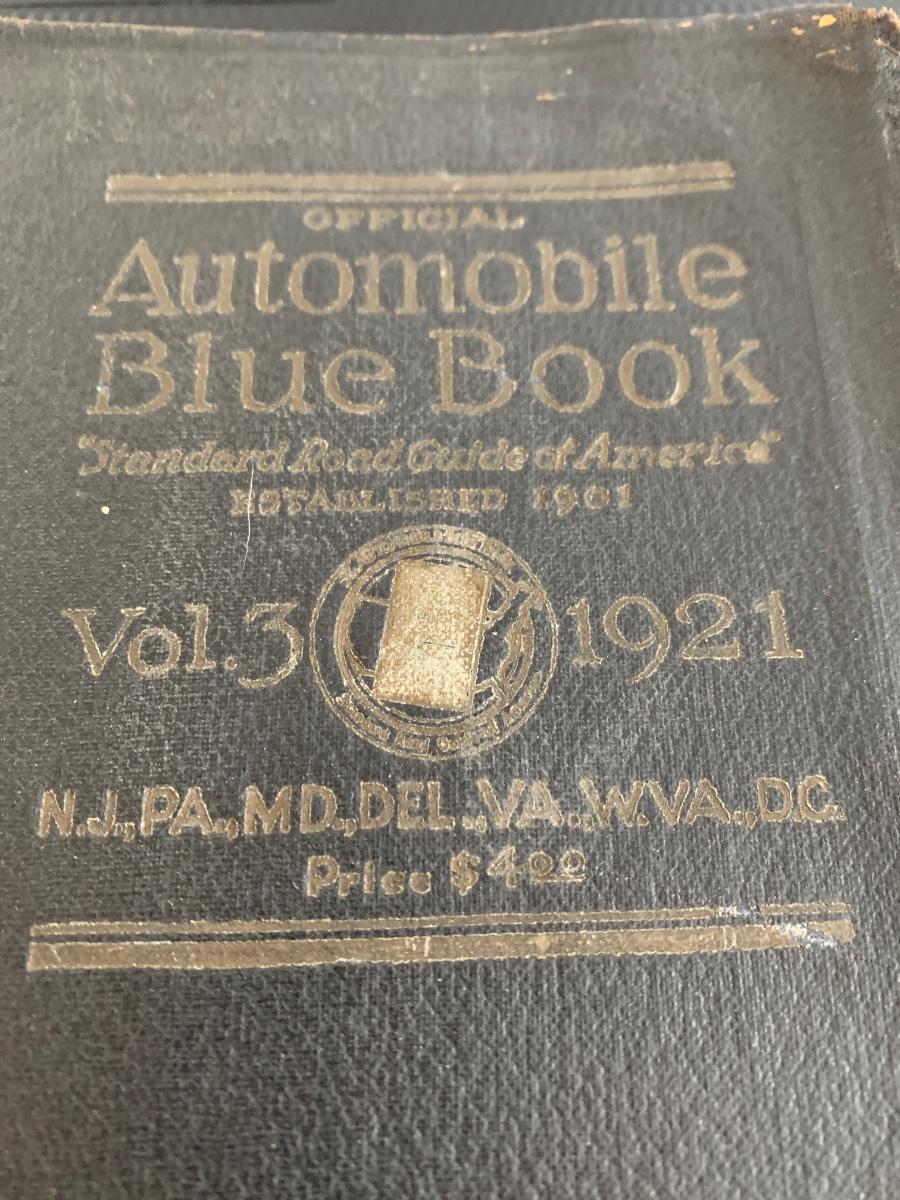 OFFICIAL
Automobile
Blue Book
"Standard Road Guide of America"
ESTABLISHED 1901
Vol. 3 1921
N.J., PA., MD., DEL., VA., W.VA., D.C.
Price $4.00